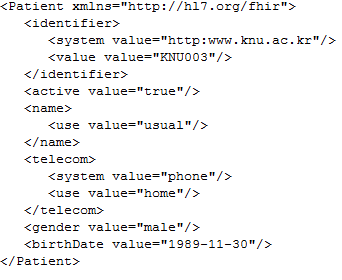 <Patient xmlns="http://hl7.org/fhir">
   <identifier>
      <system value="http:www.knu.ac.kr"/>
      <value value="KNU003"/>
   </identifier>
   <active value="true"/>
   <name>
      <use value="usual"/>
   </name>
   <telecom>
      <system value="phone"/>
      <use value="home"/>
   </telecom>
   <gender value="male"/>
   <birthDate value="1989-11-30"/>
</Patient>